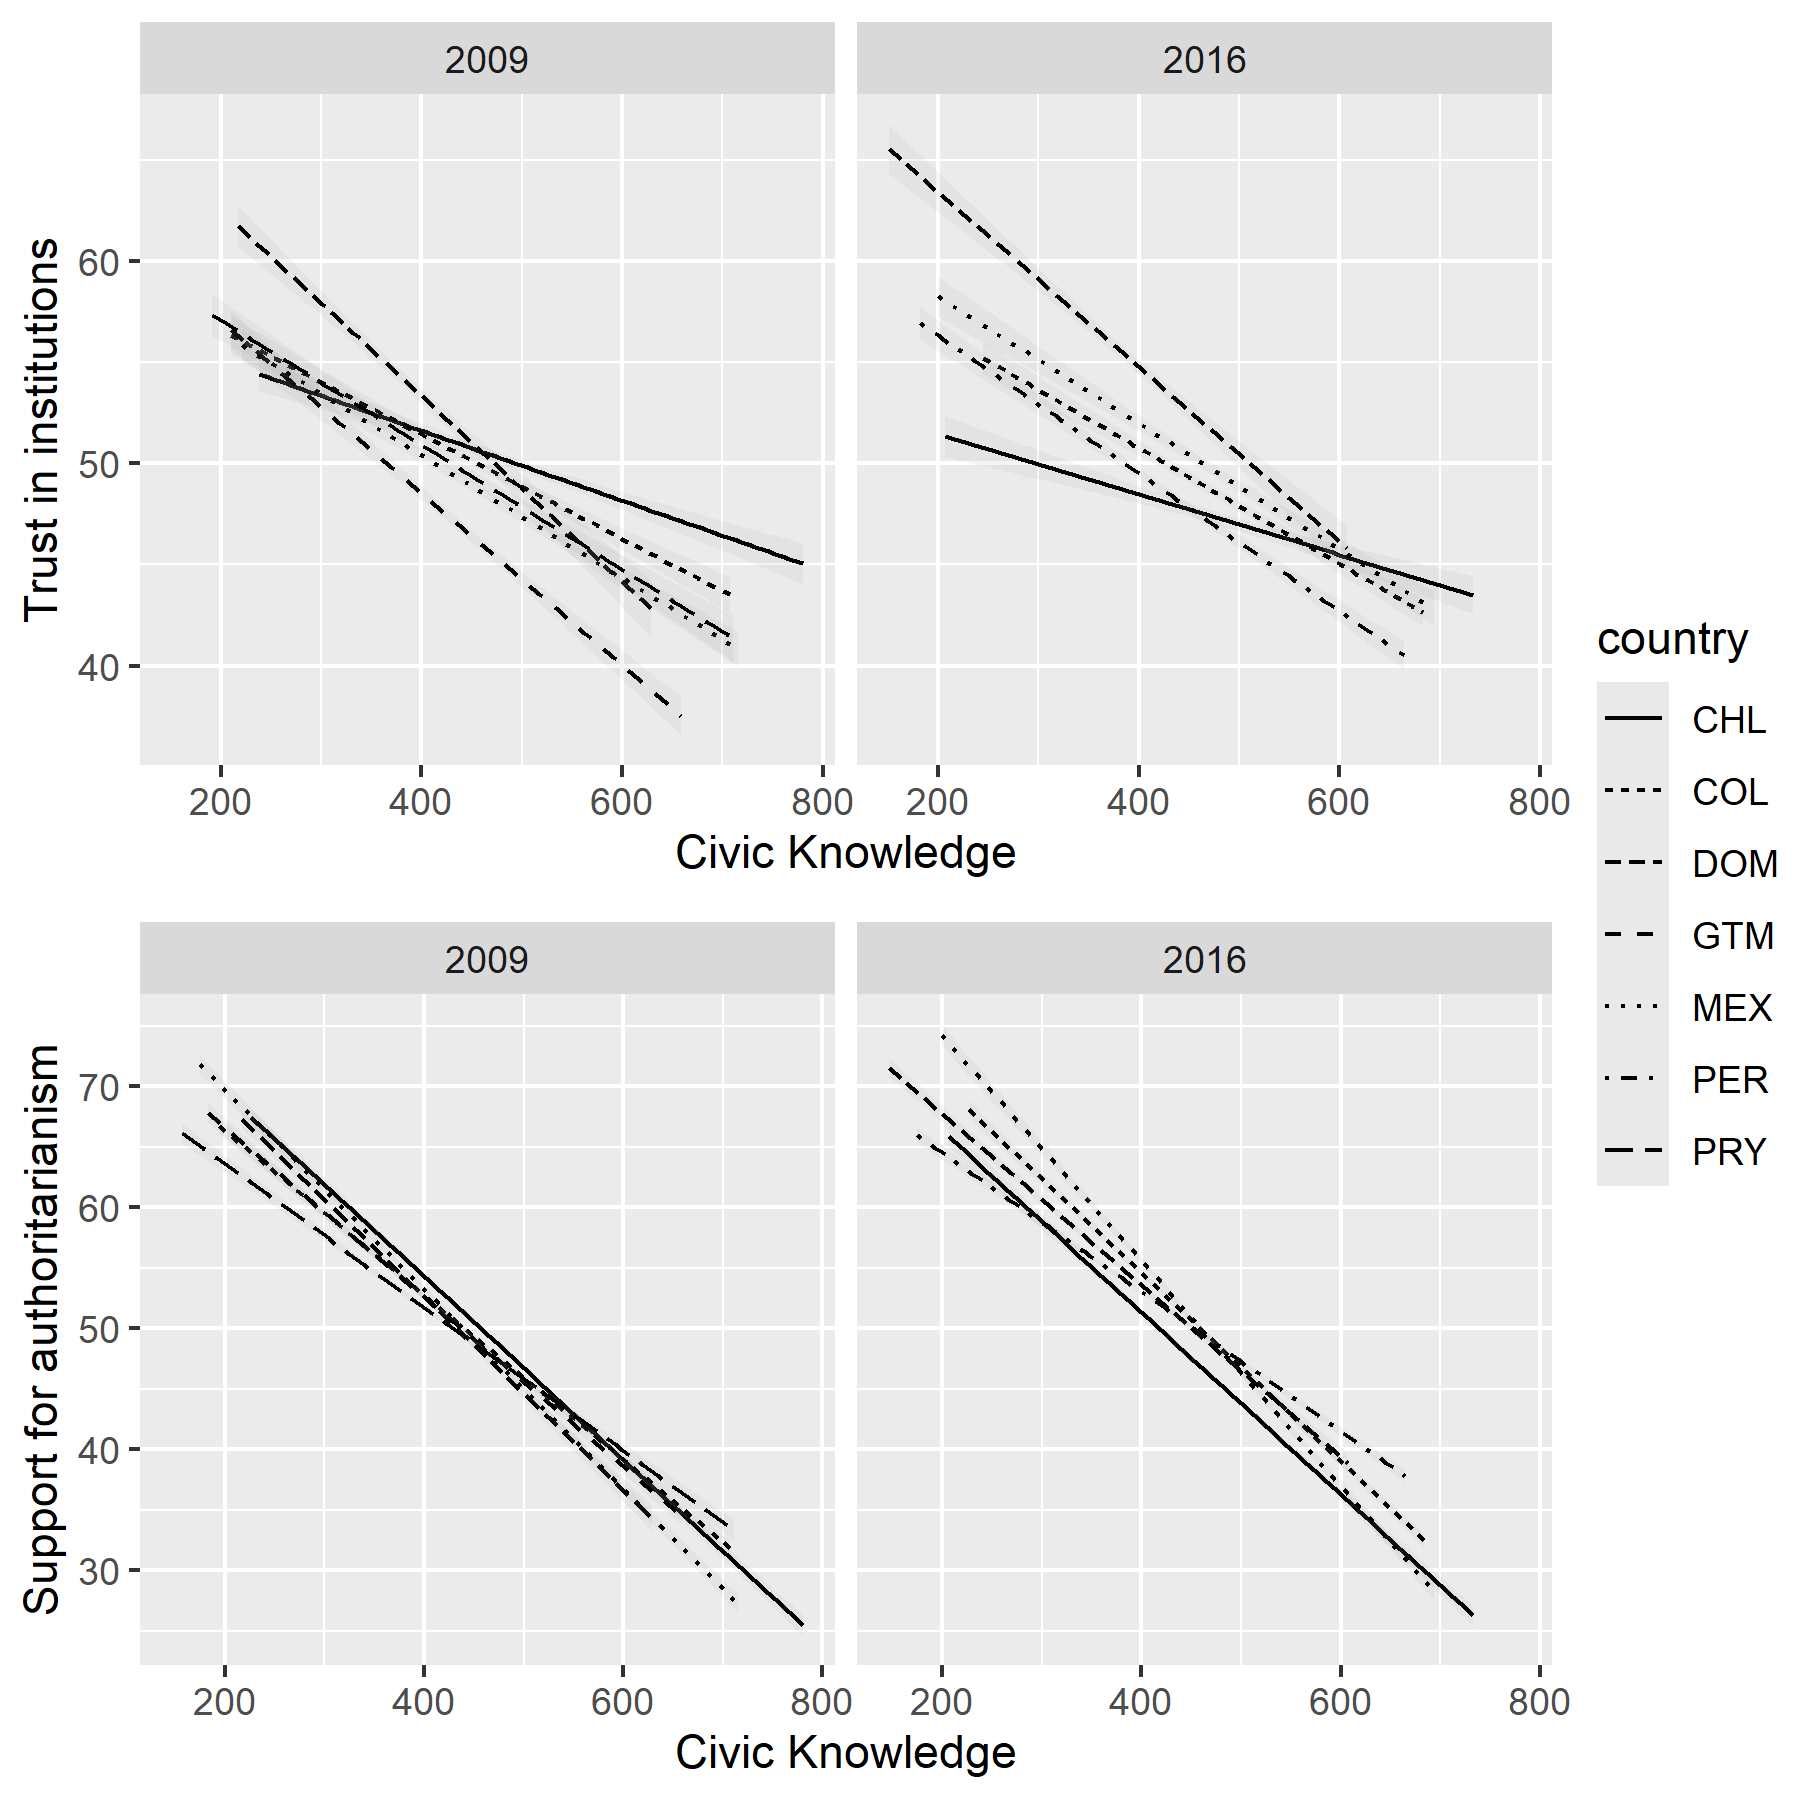 2009 2016
Trust in institutions
60
50
40
200 400 600 800 200 400 600 800
Civic Knowledge
country
CHL
COL
DOM
GTM
MEX
PER
PRY
2009 2016
Support for authoritarianism
70
60
50
40
30
200 400 600 800 200 400 600 800
Civic Knowledge